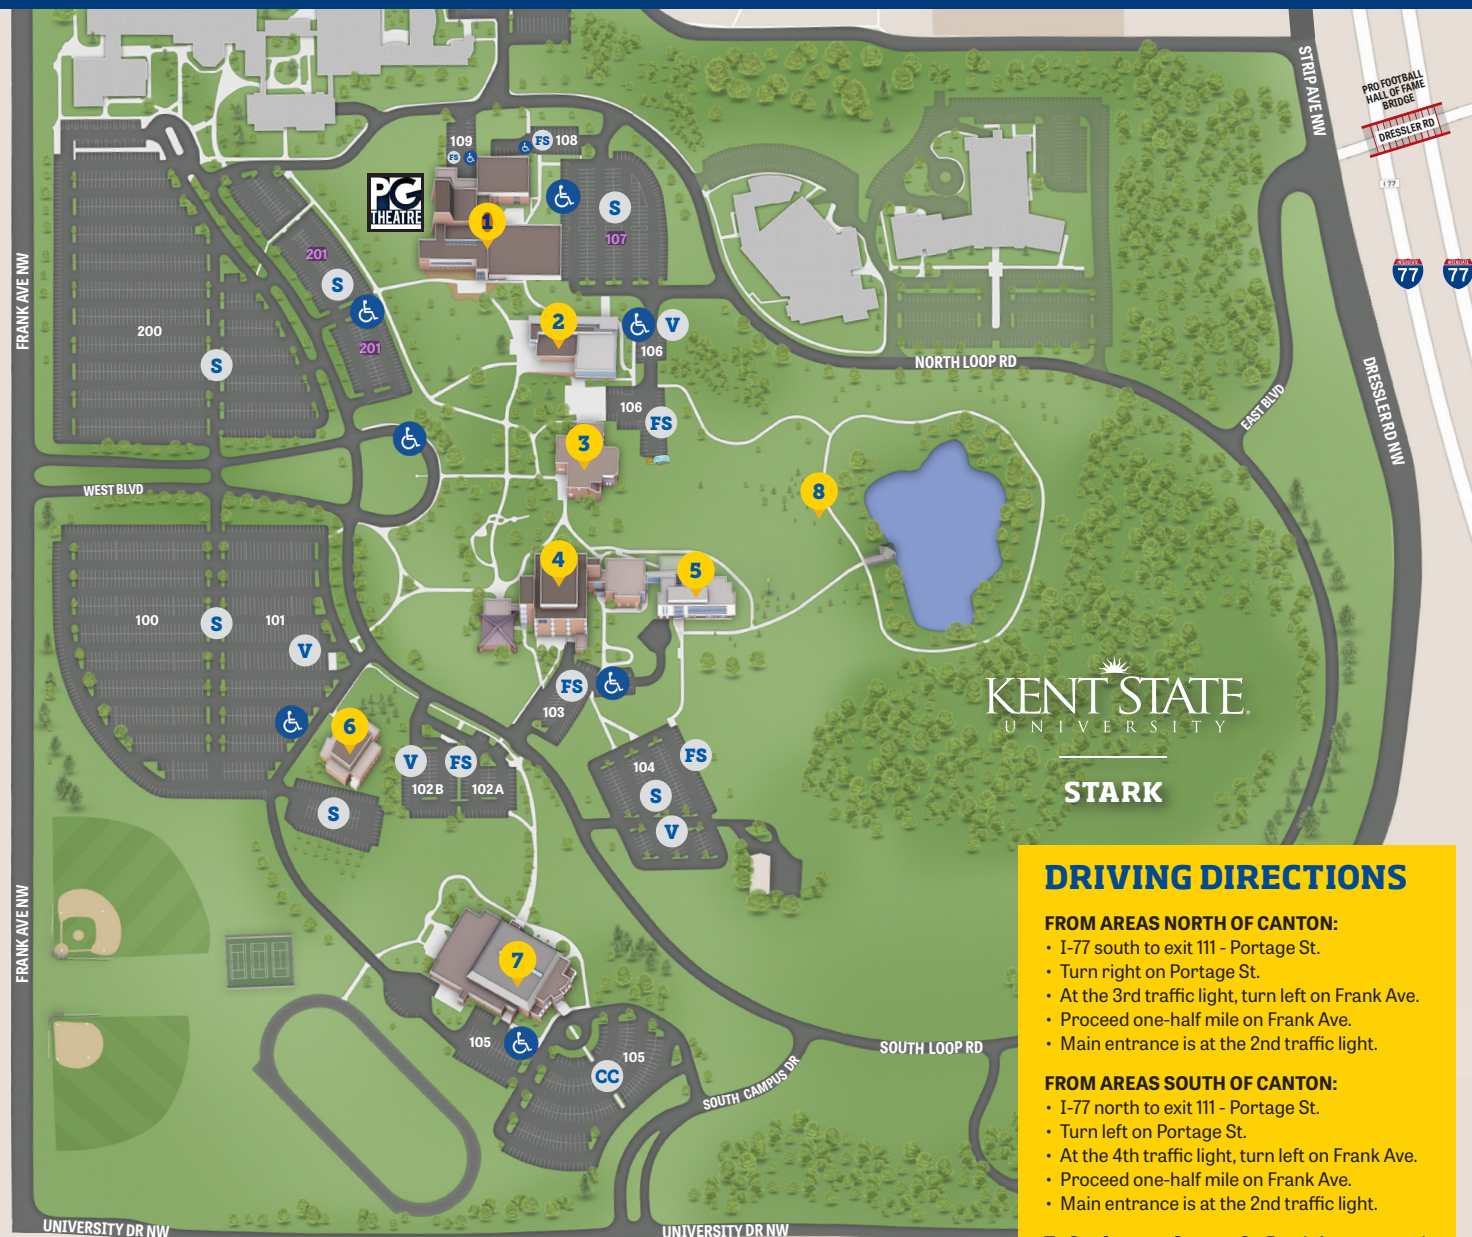 STRIP AVE NW
PRO FOOTBALL
HALL OF FAME
BRIDGE
DRESSLER RD
I 77
INTERSTATE
77
INTERSTATE
77
109
FS
FS
108
PG
THEATRE
1
S
107
201
S
201
FRANK AVE NW
200
S
2
V
106
NORTH LOOP RD
EAST BLVD
DRESSLER RD NW
106
FS
3
WEST BLVD
8
4
5
100
S
101
V
FS
103
6
V
FS
102B
102A
S
104
FS
S
V
KENT STATE
UNIVERSITY
STARK
FRANK AVE NW
7
105
105
CC
SOUTH CAMPUS DR
SOUTH LOOP RD
UNIVERSITY DR NW
UNIVERSITY DR NW
DRIVING DIRECTIONS
FROM AREAS NORTH OF CANTON:
• I-77 south to exit 111 - Portage St.
• Turn right on Portage St.
• At the 3rd traffic light, turn left on Frank Ave.
• Proceed one-half mile on Frank Ave.
• Main entrance is at the 2nd traffic light.
FROM AREAS SOUTH OF CANTON:
• I-77 north to exit 111 - Portage St.
• Turn left on Portage St.
• At the 4th traffic light, turn left on Frank Ave.
• Proceed one-half mile on Frank Ave.
• Main entrance is at the 2nd traffic light.